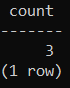 count
-------
3
(1 row)